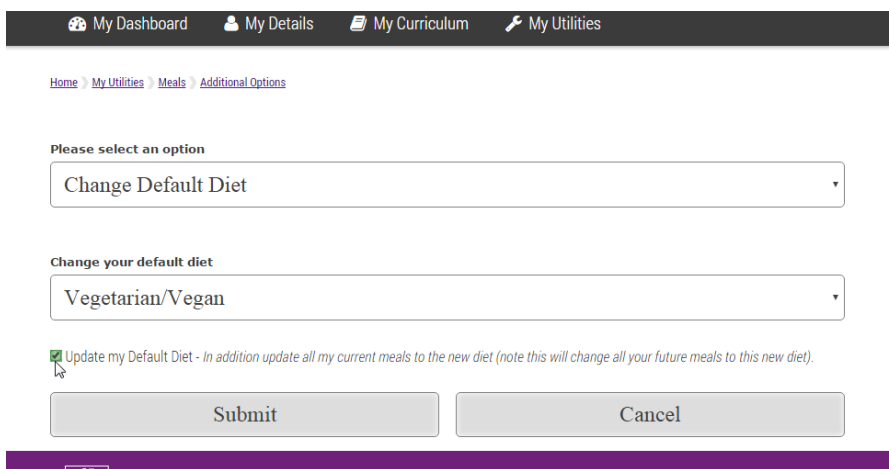 My Dashboard My Details My Curriculum My Utilities
Home My Utilities Meals Additional Options
Please select an option
Change Default Diet
Change your default diet
Vegetarian/Vegan
Update my Default Diet - In addition update all my current meals to the new diet (note this will change all your future meals to this new diet).
Submit Cancel